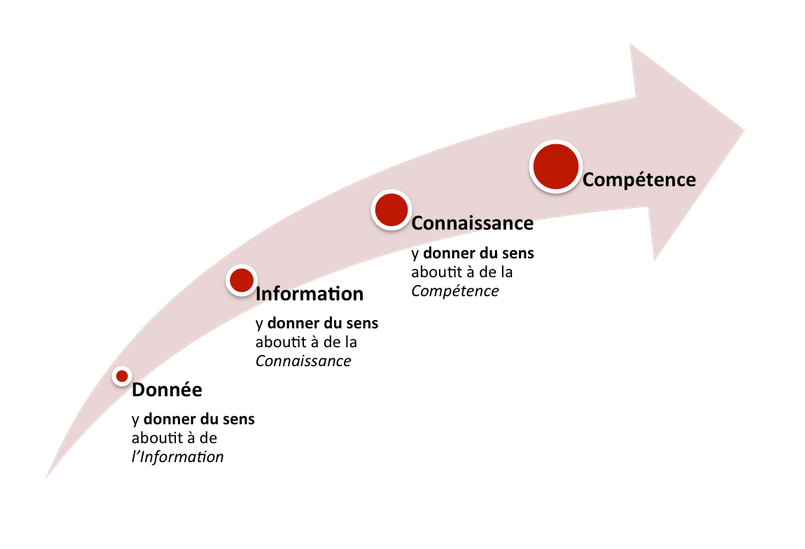 Compétence
Connaissance
y donner du sens
aboutit à de la
Compétence
Information
y donner du sens
aboutit à de la
Connaissance
Donnée
y donner du sens
aboutit à de
l’Information